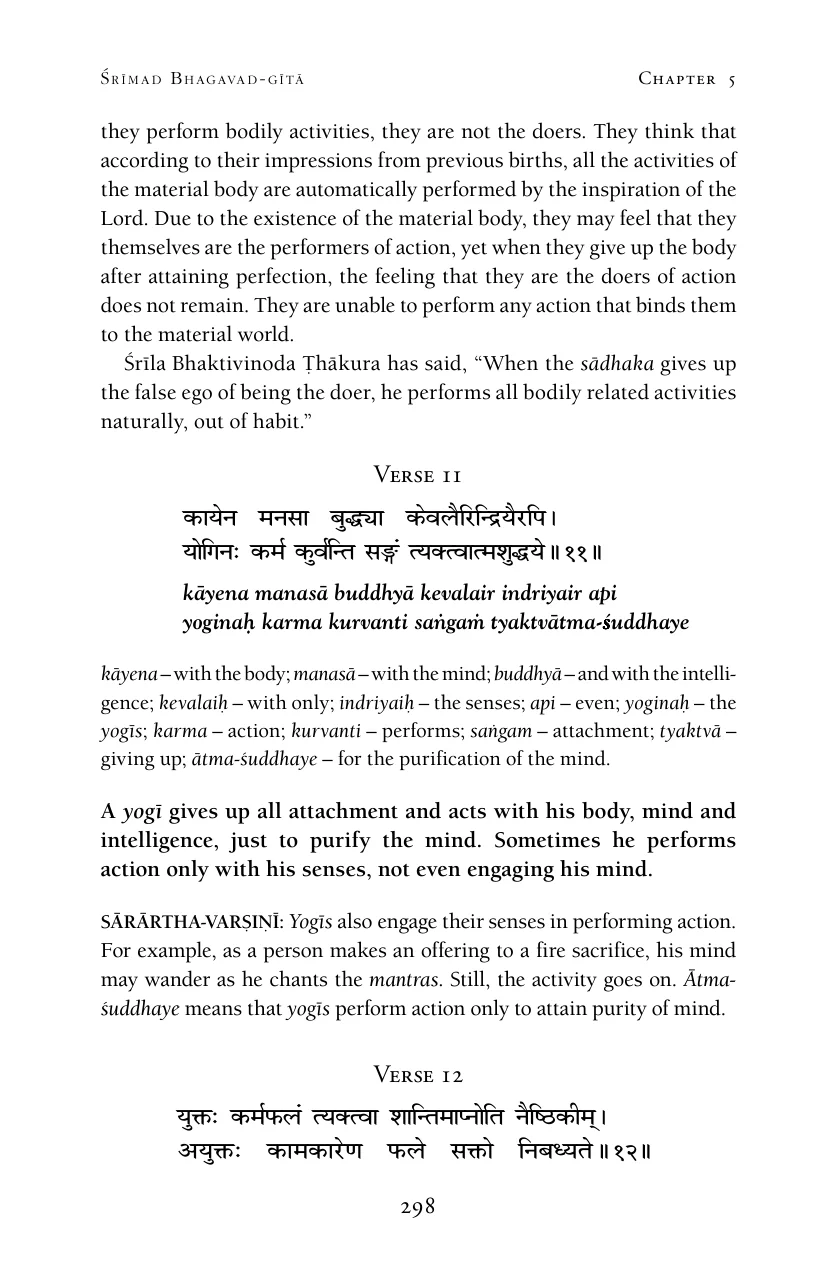 Śrīmad Bhagavad-gītā Chapter 5
they perform bodily activities, they are not the doers. They think that
according to their impressions from previous births, all the activities of
the material body are automatically performed by the inspiration of the
Lord. Due to the existence of the material body, they may feel that they
themselves are the performers of action, yet when they give up the body
after attaining perfection, the feeling that they are the doers of action
does not remain. They are unable to perform any action that binds them
to the material world.
Śrīla Bhaktivinoda Ṭhākura has said, “When the sādhaka gives up
the false ego of being the doer, he performs all bodily related activities
naturally, out of habit.”
Verse 11
कायेन मनसा बुद्ध्या केवलैरिन्द्रियैरपि।
योगिनः कर्म कुर्वन्ति सङ्गं त्यक्त्वात्मशुद्धये॥११॥
kāyena manasā buddhyā kevalair indriyair api
yoginaḥ karma kurvanti saṅgaṁ tyaktvātma-śuddhaye
kāyena – with the body; manasā – with the mind; buddhyā – and with the intelli-
gence; kevalaiḥ – with only; indriyaiḥ – the senses; api – even; yoginaḥ – the
yogīs; karma – action; kurvanti – performs; saṅgam – attachment; tyaktvā –
giving up; ātma-śuddhaye – for the purification of the mind.
A yogī gives up all attachment and acts with his body, mind and
intelligence, just to purify the mind. Sometimes he performs
action only with his senses, not even engaging his mind.
SĀRĀRTHA-VARṢIṆĪ: Yogīs also engage their senses in performing action.
For example, as a person makes an offering to a fire sacrifice, his mind
may wander as he chants the mantras. Still, the activity goes on. Ātma-
śuddhaye means that yogīs perform action only to attain purity of mind.
Verse 12
युक्तः कर्मफलं त्यक्त्वा शान्तिमाप्नोति नैष्ठिकीम्।
अयुक्तः कामकारेण फले सक्तो निबध्यते॥१२॥
298